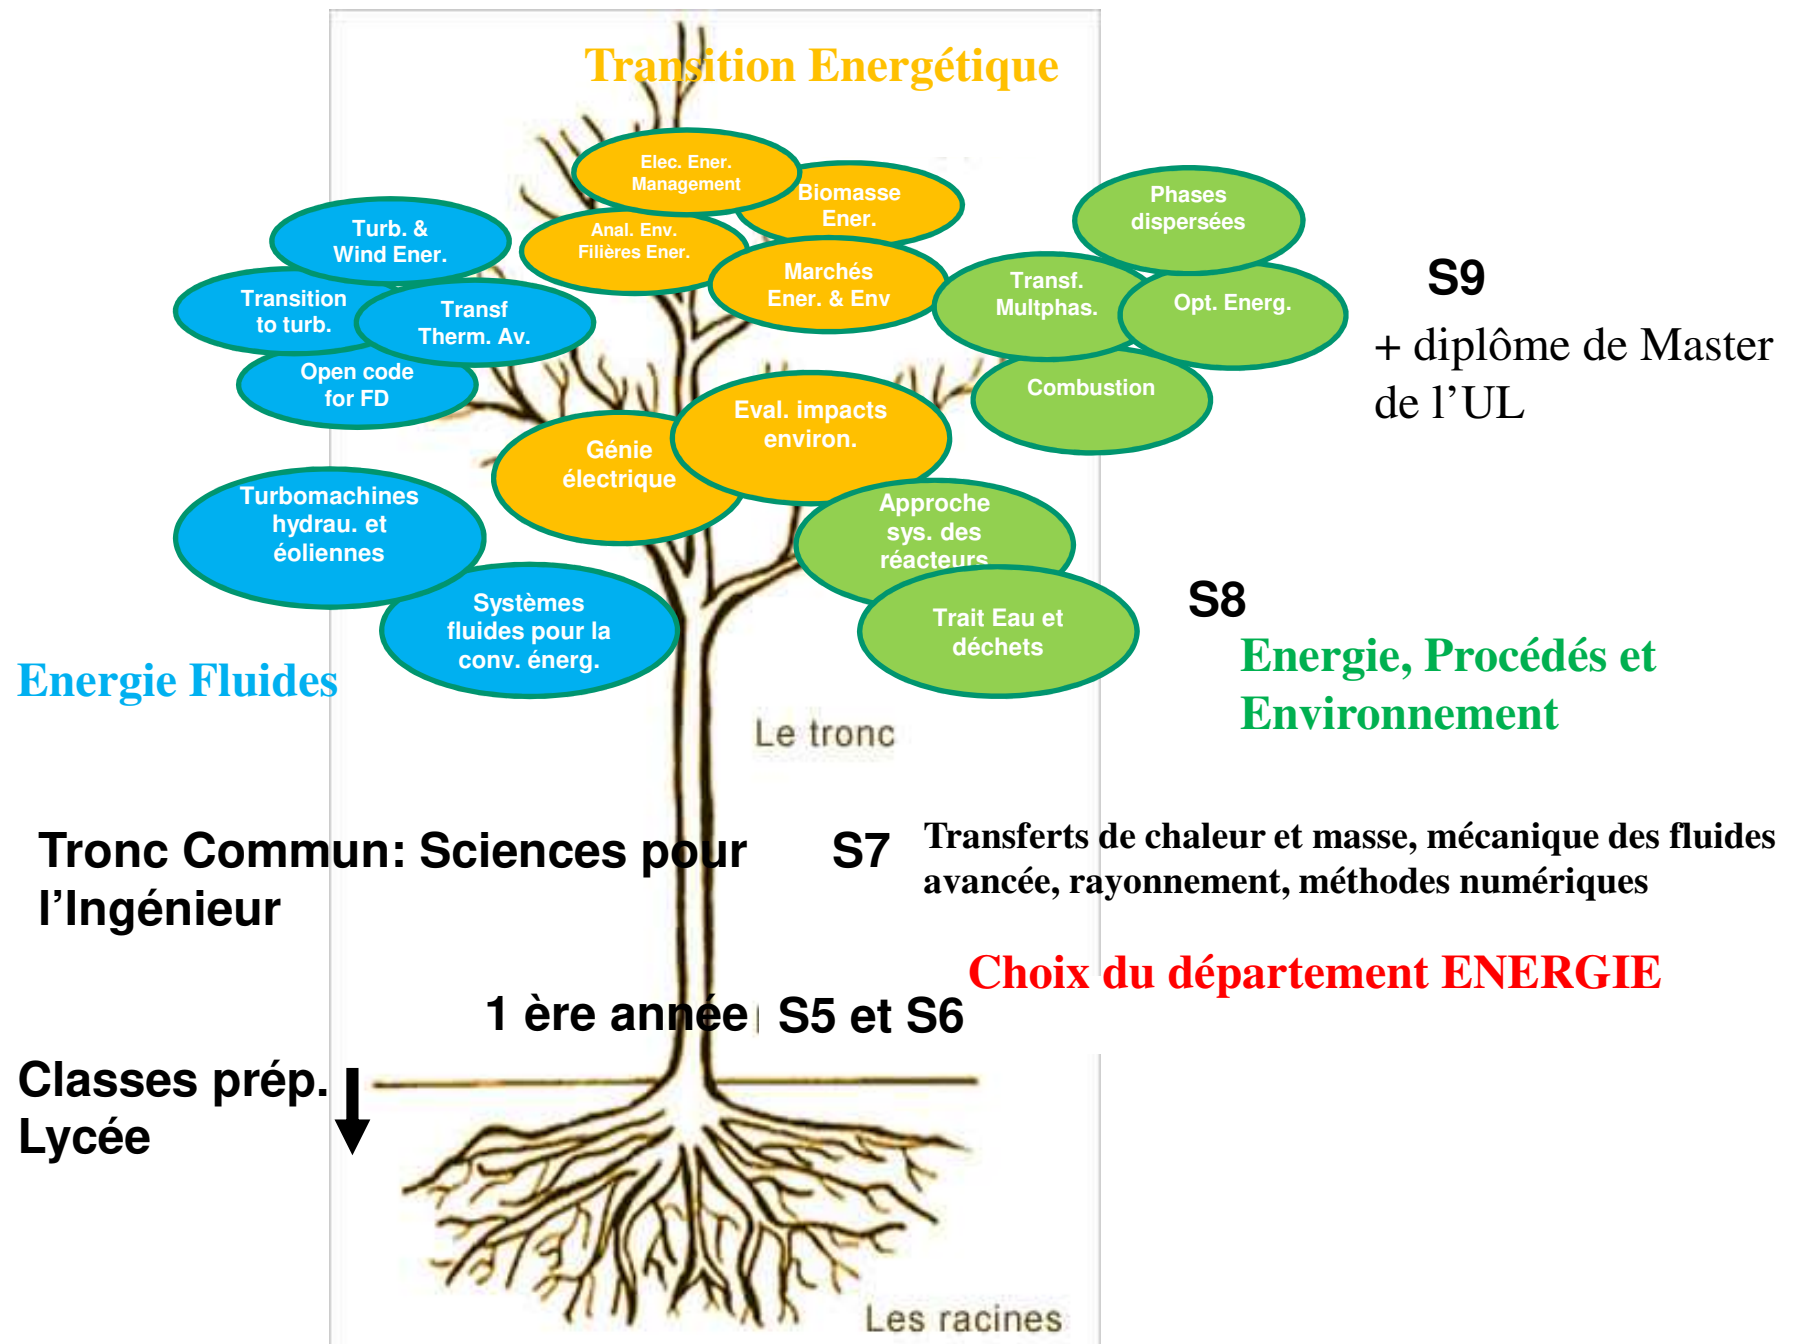 Transition Energétique
Elec. Ener.
Management
Biomasse
Ener.
Anal. Env.
Filières Ener.
Marchés
Ener. & Env
Turb. &
Wind Ener.
Transition
to turb.
Transf
Therm. Av.
Open code
for FD
Phases
dispersées
Transf.
Multphas.
Opt. Energ.
Combustion
S9
+ diplôme de Master
de l’UL
Génie
électrique
Eval. impacts
environ.
Turbomachines
hydrau. et
éoliennes
Systèmes
fluides pour la
conv. énerg.
Approche
sys. des
réacteurs
Trait Eau et
déchets
S8
Energie Fluides
Energie, Procédés et
Environnement
Le tronc
Tronc Commun: Sciences pour
l’Ingénieur
S7
Transferts de chaleur et masse, mécanique des fluides
avancée, rayonnement, méthodes numériques
Choix du département ENERGIE
1 ère année
S5 et S6
Classes prép.
Lycée
Les racines